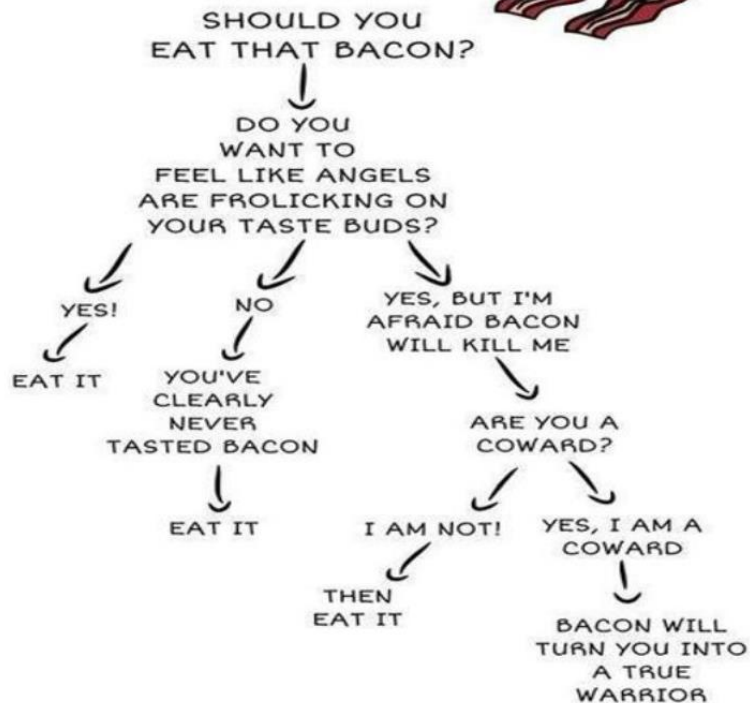 SHOULD YOU
EAT THAT BACON?
DO YOU
WANT TO
FEEL LIKE ANGELS
ARE FROLICKING ON
YOUR TASTE BUDS?
YES!
EAT IT
NO
YOU'VE
CLEARLY
NEVER
TASTED BACON
EAT IT
YES, BUT I'M
AFRAID BACON
WILL KILL ME
ARE YOU A
COWARD?
I AM NOT!
THEN
EAT IT
YES, I AM A
COWARD
BACON WILL
TURN YOU INTO
A TRUE
WARRIOR